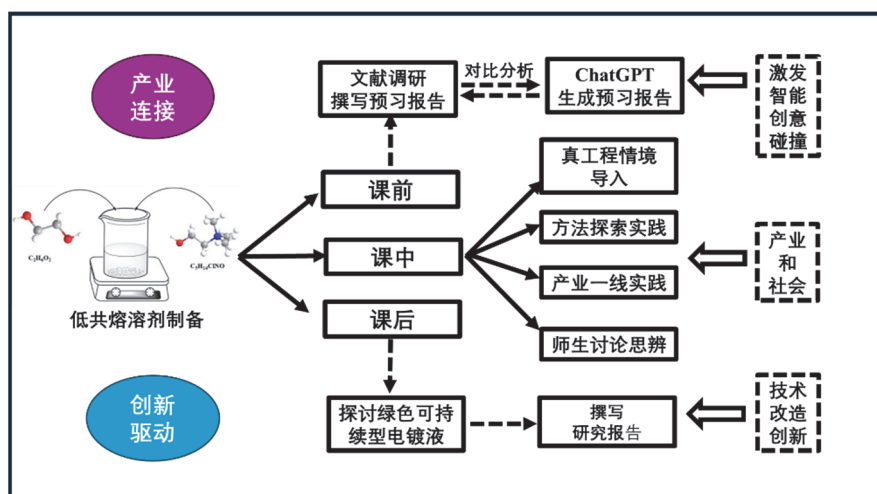 产业
连接
文献调研
撰写预习报告
对比分析
ChatGPT
生成预习报告
激发
智能
创意
碰撞
课前
真工程情境
导入
C₂H₆O₂
C₅H₁₄ClNO
低共熔溶剂制备
课中
方法探索实践
产业一线实践
产业
和
社会
课后
师生讨论思辨
创新
驱动
探讨绿色可持
续型电镀液
撰写
研究报告
技术
改造
创新